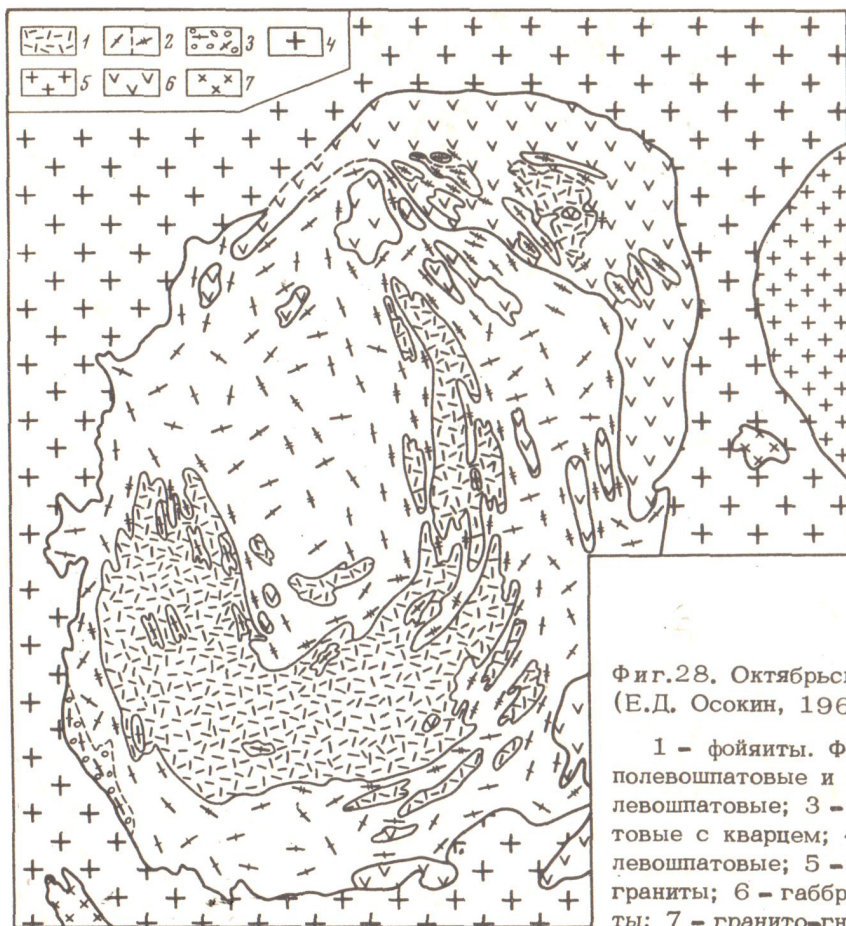 1 2 3 4
5 6 7
Фиг.28. Октябрьс
(Е.Д. Осокин, 196
1 - фойяиты. Ф
полевошпатовые и
левошпатовые; 3 -
товые с кварцем; 4
левошпатовые; 5 -
граниты; 6 - габбр
ты; 7 - гранито-гн